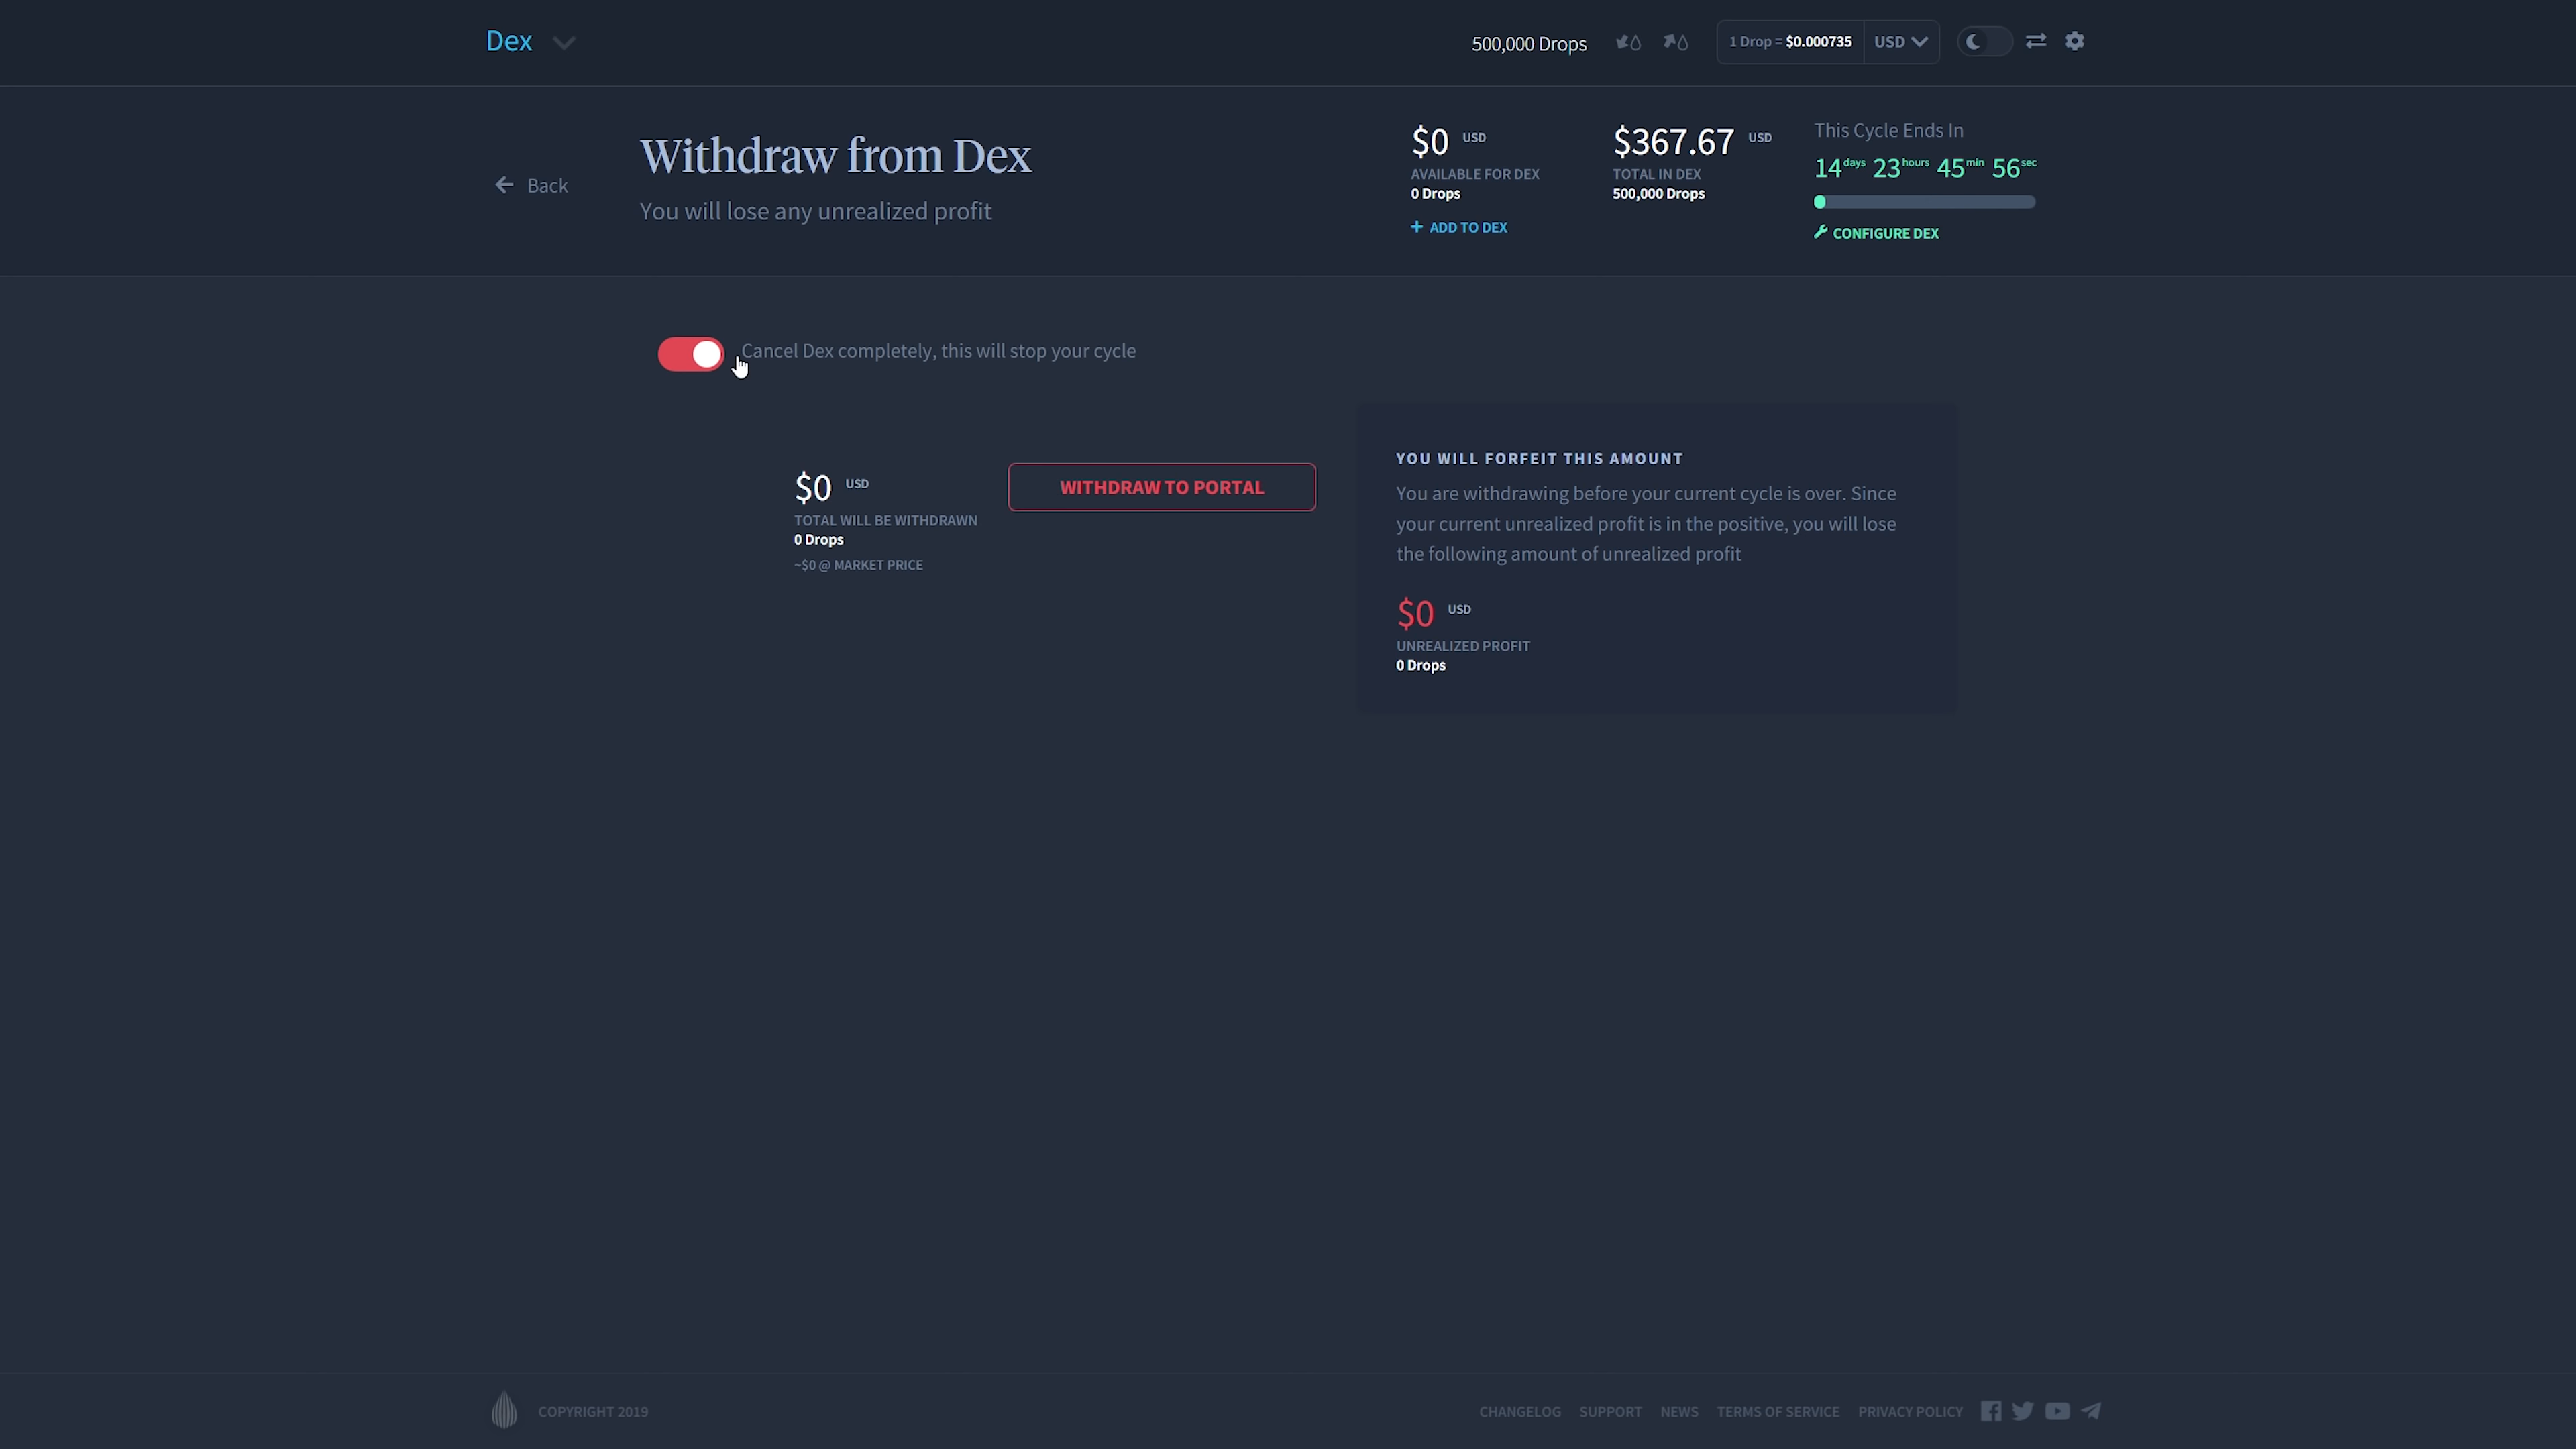 Dex
500,000 Drops
1 Drop = $0.000735
USD
Back
Withdraw from Dex
You will lose any unrealized profit
$0 USD
AVAILABLE FOR DEX
0 Drops
+ ADD TO DEX
$367.67 USD
TOTAL IN DEX
500,000 Drops
This Cycle Ends In
14 days 23 hours 45 min 56 sec
CONFIGURE DEX
Cancel Dex completely, this will stop your cycle
$0 USD
TOTAL WILL BE WITHDRAWN
0 Drops
~$0 @ MARKET PRICE
WITHDRAW TO PORTAL
YOU WILL FORFEIT THIS AMOUNT
You are withdrawing before your current cycle is over. Since
your current unrealized profit is in the positive, you will lose
the following amount of unrealized profit
$0 USD
UNREALIZED PROFIT
0 Drops
COPYRIGHT 2019
CHANGELOG SUPPORT NEWS TERMS OF SERVICE PRIVACY POLICY